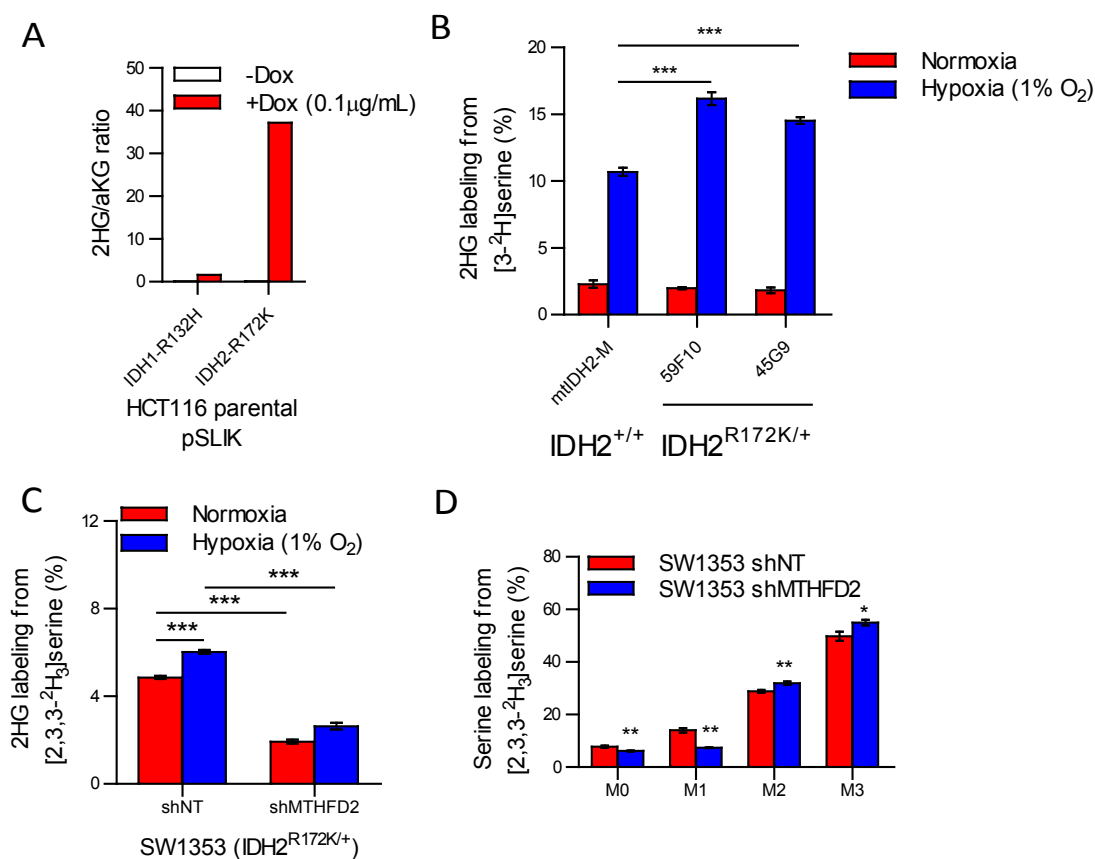 A
2HG/aKG ratio
50
40
30
20
10
0
-Dox
+Dox (0.1μg/mL)
IDH1-R132H
IDH2-R172K
HCT116 parental
pSLIK
B
2HG labeling from
[3-²H]serine (%)
20
15
10
5
0
***
***
Normoxia
Hypoxia (1% O₂)
mtIDH2-M
59F10
45G9
IDH2⁺/⁺
IDH2ᴿ¹⁷²ᴷ/⁺
C
2HG labeling from
[2,3,3-²H₃]serine (%)
12
8
4
0
Normoxia
Hypoxia (1% O₂)
***
***
***
shNT
shMTHFD2
SW1353 (IDH2ᴿ¹⁷²ᴷ/⁺)
D
Serine labeling from
[2,3,3-²H₃]serine (%)
80
60
40
20
0
SW1353 shNT
SW1353 shMTHFD2
**
**
**
*
M0
M1
M2
M3